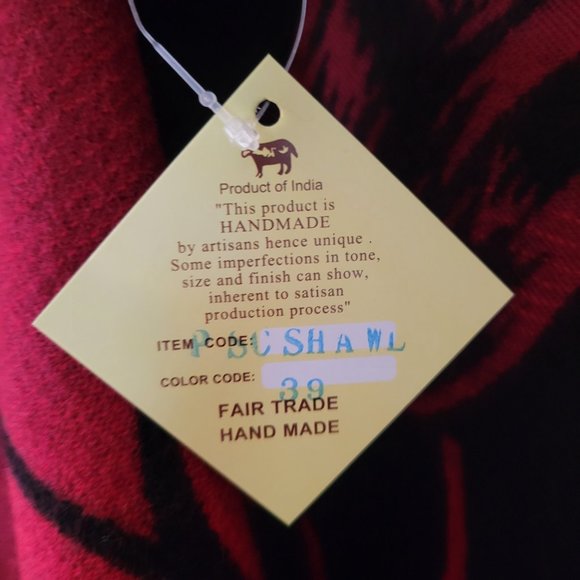 Product of India
"This product is
HANDMADE
by artisans hence unique .
Some imperfections in tone,
size and finish can show,
inherent to satisan
production process"
ITEM CODE: P SC SHAWL
COLOR CODE: 39
FAIR TRADE
HAND MADE